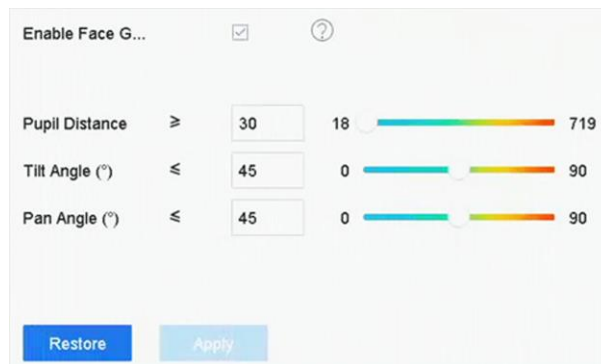 Enable Face G... ?
Pupil Distance ≥ 30 18 719
Tilt Angle (°) ≤ 45 0 90
Pan Angle (°) ≤ 45 0 90
Restore Apply